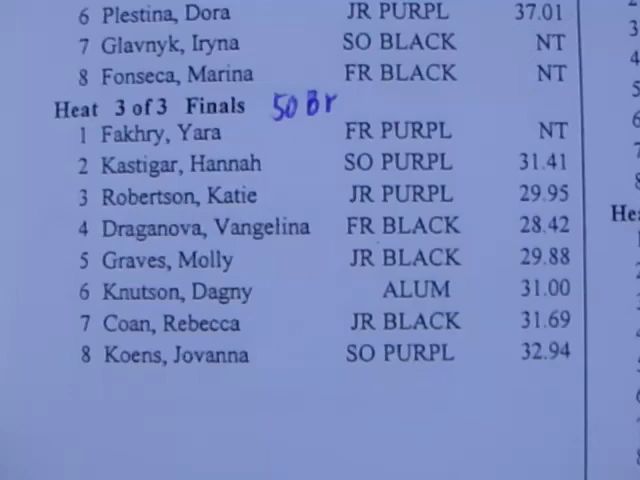 6 Plestina, Dora JR PURPL 37.01
7 Glavnyk, Iryna SO BLACK NT
8 Fonseca, Marina FR BLACK NT
Heat 3 of 3 Finals 50 Br
1 Fakhry, Yara FR PURPL NT
2 Kastigar, Hannah SO PURPL 31.41
3 Robertson, Katie JR PURPL 29.95
4 Draganova, Vangelina FR BLACK 28.42
5 Graves, Molly JR BLACK 29.88
6 Knutson, Dagny ALUM 31.00
7 Coan, Rebecca JR BLACK 31.69
8 Koens, Jovanna SO PURPL 32.94